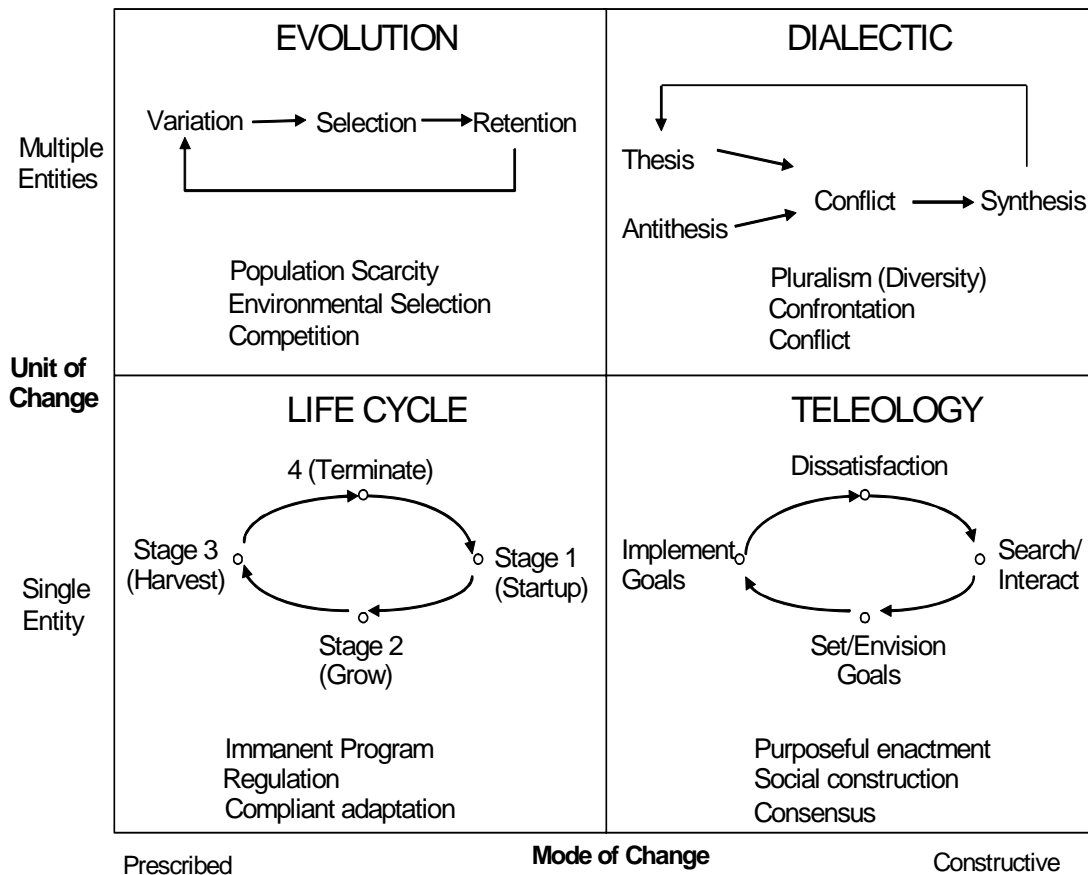 EVOLUTION
Variation Selection Retention
Population Scarcity
Environmental Selection
Competition
DIALECTIC
Thesis
Antithesis
Conflict Synthesis
Pluralism (Diversity)
Confrontation
Conflict
Multiple
Entities
Unit of
Change
Single
Entity
LIFE CYCLE
4 (Terminate)
Stage 3
(Harvest)
Stage 1
(Startup)
Stage 2
(Grow)
Immanent Program
Regulation
Compliant adaptation
TELEOLOGY
Dissatisfaction
Implement
Goals
Search/
Interact
Set/Envision
Goals
Purposeful enactment
Social construction
Consensus
Prescribed Mode of Change Constructive